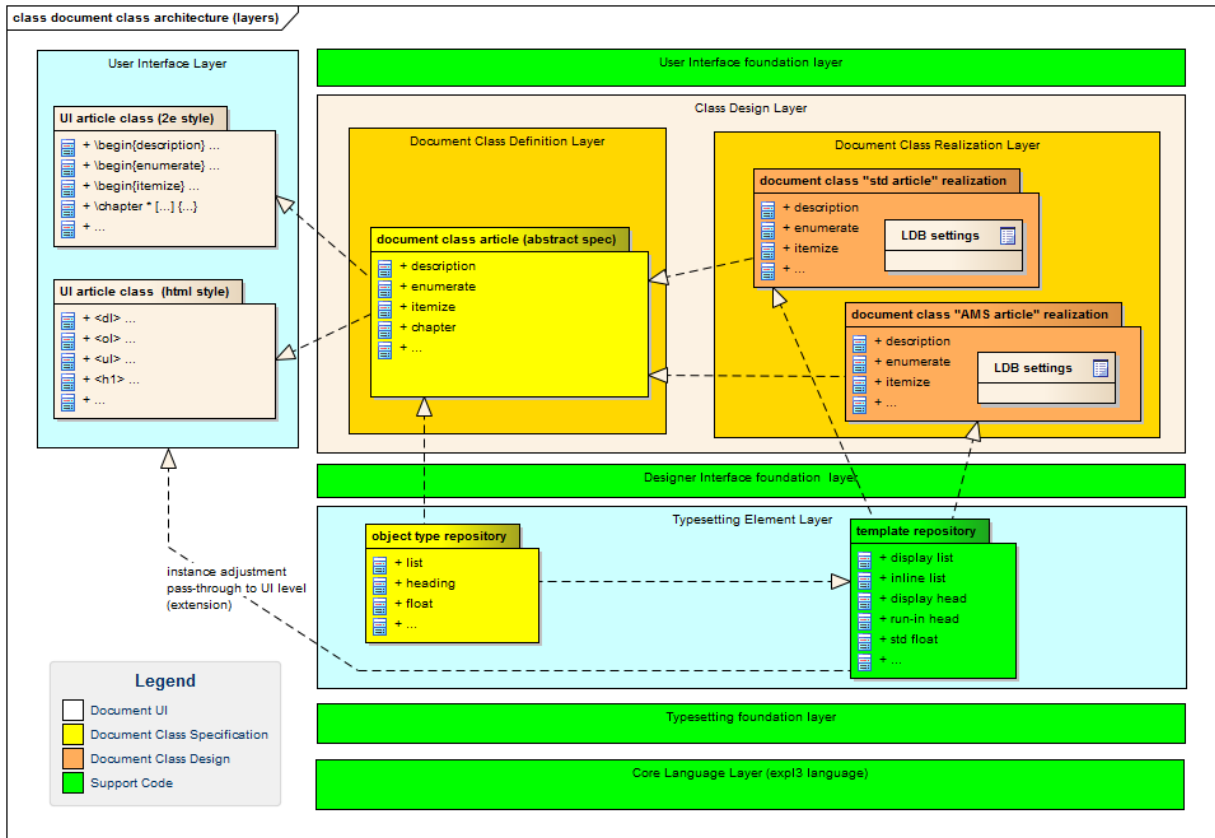 class document class architecture (layers)
User Interface Layer
UI article class (2e style)
+ \begin{description} ...
+ \begin{enumerate} ...
+ \begin{itemize} ...
+ \chapter * [...] {...}
+ ...
UI article class  (html style)
+ <dl> ...
+ <ol> ...
+ <ul> ...
+ <h1> ...
+ ...
User Interface foundation layer
Class Design Layer
Document Class Definition Layer
document class article (abstract spec)
+ description
+ enumerate
+ itemize
+ chapter
+ ...
Document Class Realization Layer
document class "std article" realization
+ description
+ enumerate
+ itemize
+ ...
LDB settings
document class "AMS article" realization
+ description
+ enumerate
+ itemize
+ ...
LDB settings
Designer Interface foundation  layer
Typesetting Element Layer
object type repository
+ list
+ heading
+ float
+ ...
template repository
+ display list
+ inline list
+ display head
+ run-in head
+ std float
+ ...
instance adjustment
pass-through to UI level
(extension)
Typesetting foundation layer
Core Language Layer (expl3 language)
Legend
Document UI
Document Class Specification
Document Class Design
Support Code